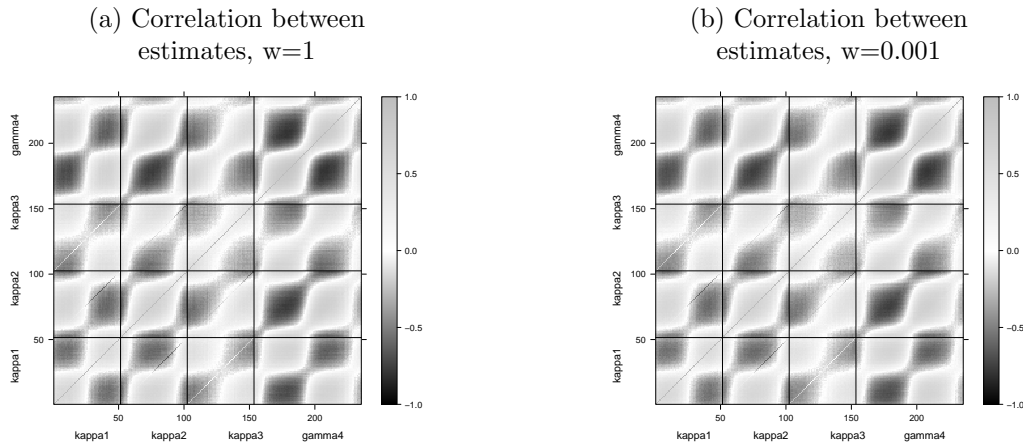 (a) Correlation between
estimates, w=1
gamma4
kappa3
kappa2
kappa1
200
150
100
50
50
100
150
200
kappa1
kappa2
kappa3
gamma4
1.0
0.5
0.0
−0.5
−1.0
(b) Correlation between
estimates, w=0.001
gamma4
kappa3
kappa2
kappa1
200
150
100
50
50
100
150
200
kappa1
kappa2
kappa3
gamma4
1.0
0.5
0.0
−0.5
−1.0